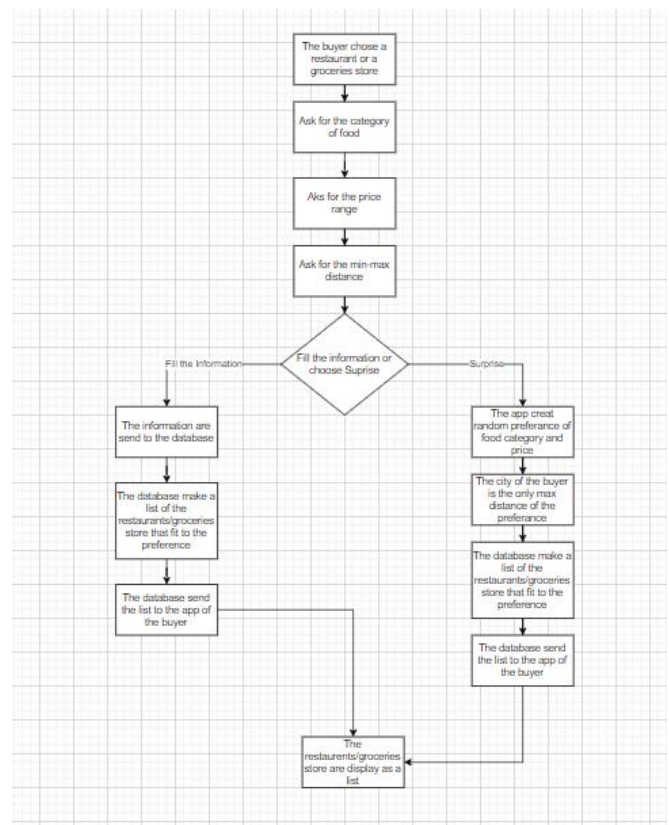 The buyer chose a
restaurant or a
groceries store
Ask for the category
of food
Aks for the price
range
Ask for the min-max
distance
Fill the information or
choose Suprise
Fill the Information
Surprise
The information are
send to the database
The database make a
list of the
restaurants/groceries
store that fit to the
preference
The database send
the list to the app of
the buyer
The app creat
random preferance of
food category and
price
The city of the buyer
is the only max
distance of the
preferance
The database make a
list of the
restaurants/groceries
store that fit to the
preference
The database send
the list to the app of
the buyer
The
restaurents/groceries
store are display as a
list